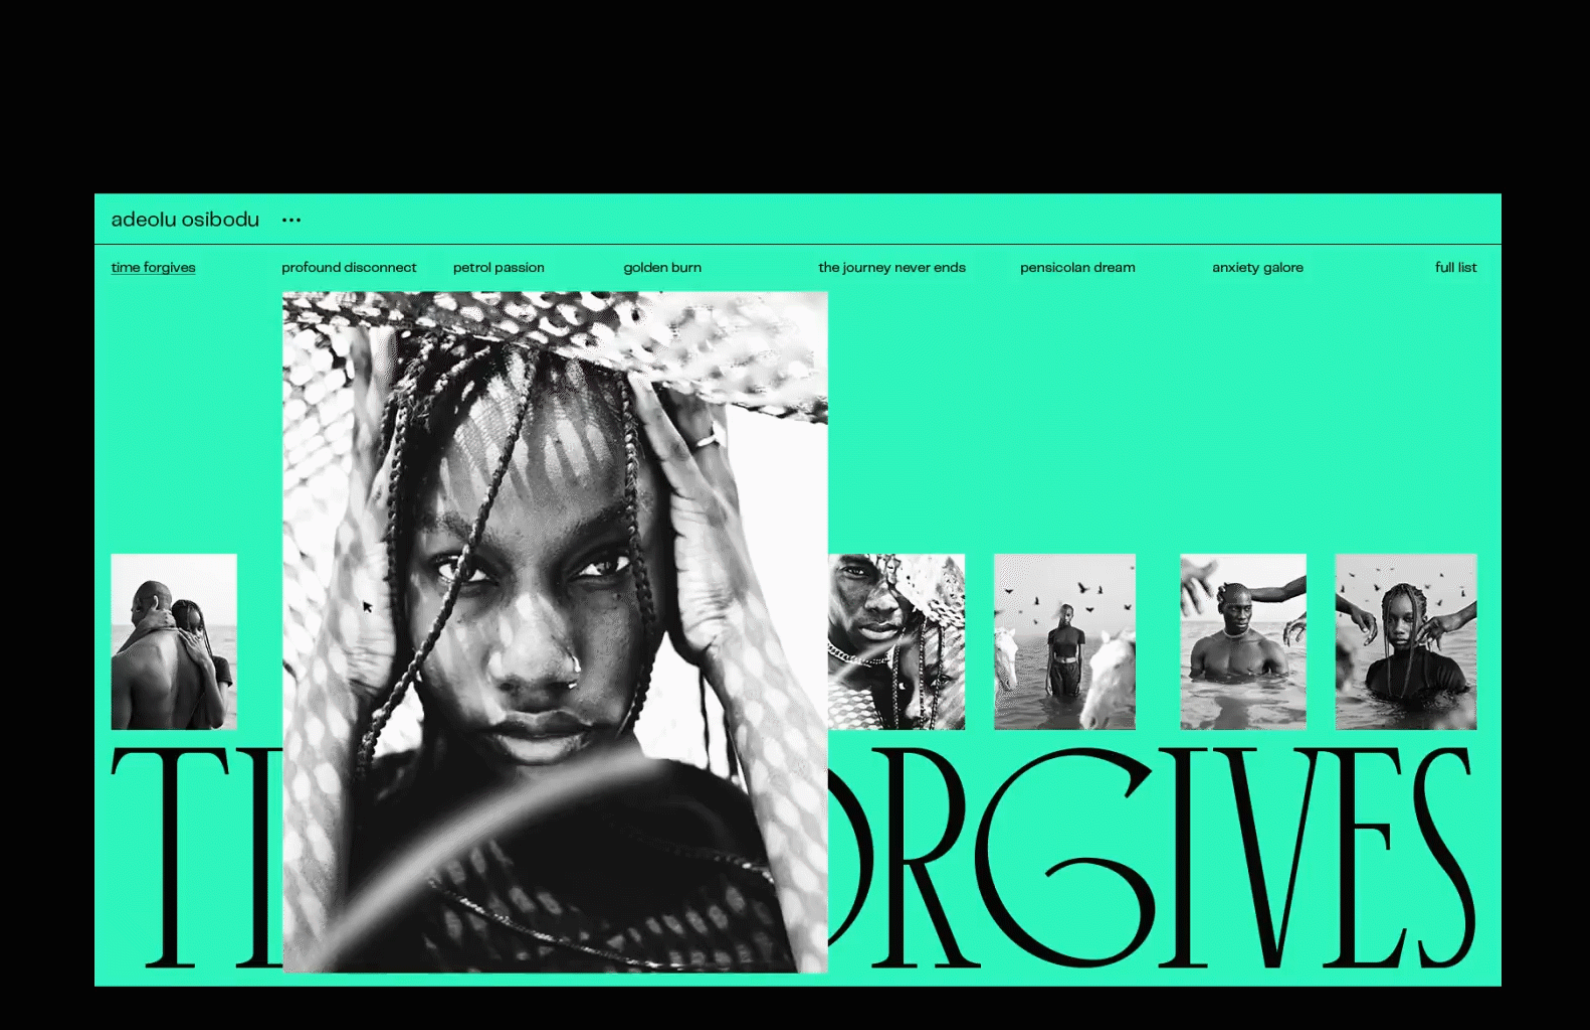 adeolu osibodu •••
time forgives profound disconnect petrol passion golden burn the journey never ends pensicolan dream anxiety galore full list
TI ORGIVES